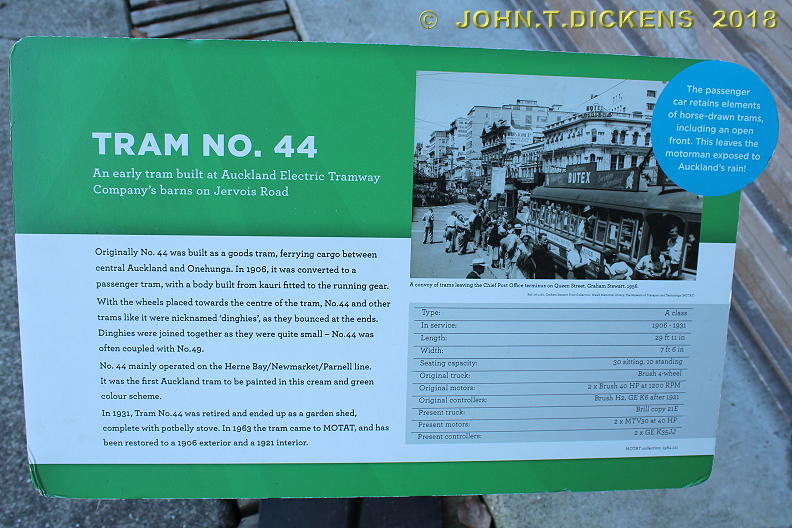 © JOHN.T.DICKENS 2018
TRAM NO. 44
An early tram built at Auckland Electric Tramway
Company's barns on Jervois Road
Originally No. 44 was built as a goods tram, ferrying cargo between
central Auckland and Onehunga. In 1906, it was converted to a
passenger tram, with a body built from kauri fitted to the running gear.
With the wheels placed towards the centre of the tram, No.44 and other
trams like it were nicknamed 'dinghies', as they bounced at the ends.
Dinghies were joined together as they were quite small – No.44 was
often coupled with No.49.
No. 44 mainly operated on the Herne Bay/Newmarket/Parnell line.
It was the first Auckland tram to be painted in this cream and green
colour scheme.
In 1931, Tram No.44 was retired and ended up as a garden shed,
complete with potbelly stove. In 1963 the tram came to MOTAT, and has
been restored to a 1906 exterior and a 1921 interior.
The passenger
car retains elements
of horse-drawn trams,
including an open
front. This leaves the
motorman exposed to
Auckland's rain!
BUTEX
A convoy of trams leaving the Chief Post Office terminus on Queen Street. Graham Stewart, 1956.
Type: A class
In service: 1906 - 1931
Length: 29 ft 11 in
Width: 7 ft 6 in
Seating capacity: 30 sitting, 10 standing
Original truck: Brush 4-wheel
Original motors: 2 x Brush 40 HP at 1200 RPM
Original controllers: Brush H2, GE K6 after 1921
Present truck: Brill copy 21E
Present motors: 2 x MTV30 at 40 HP
Present controllers: 2 x GE K35JJ